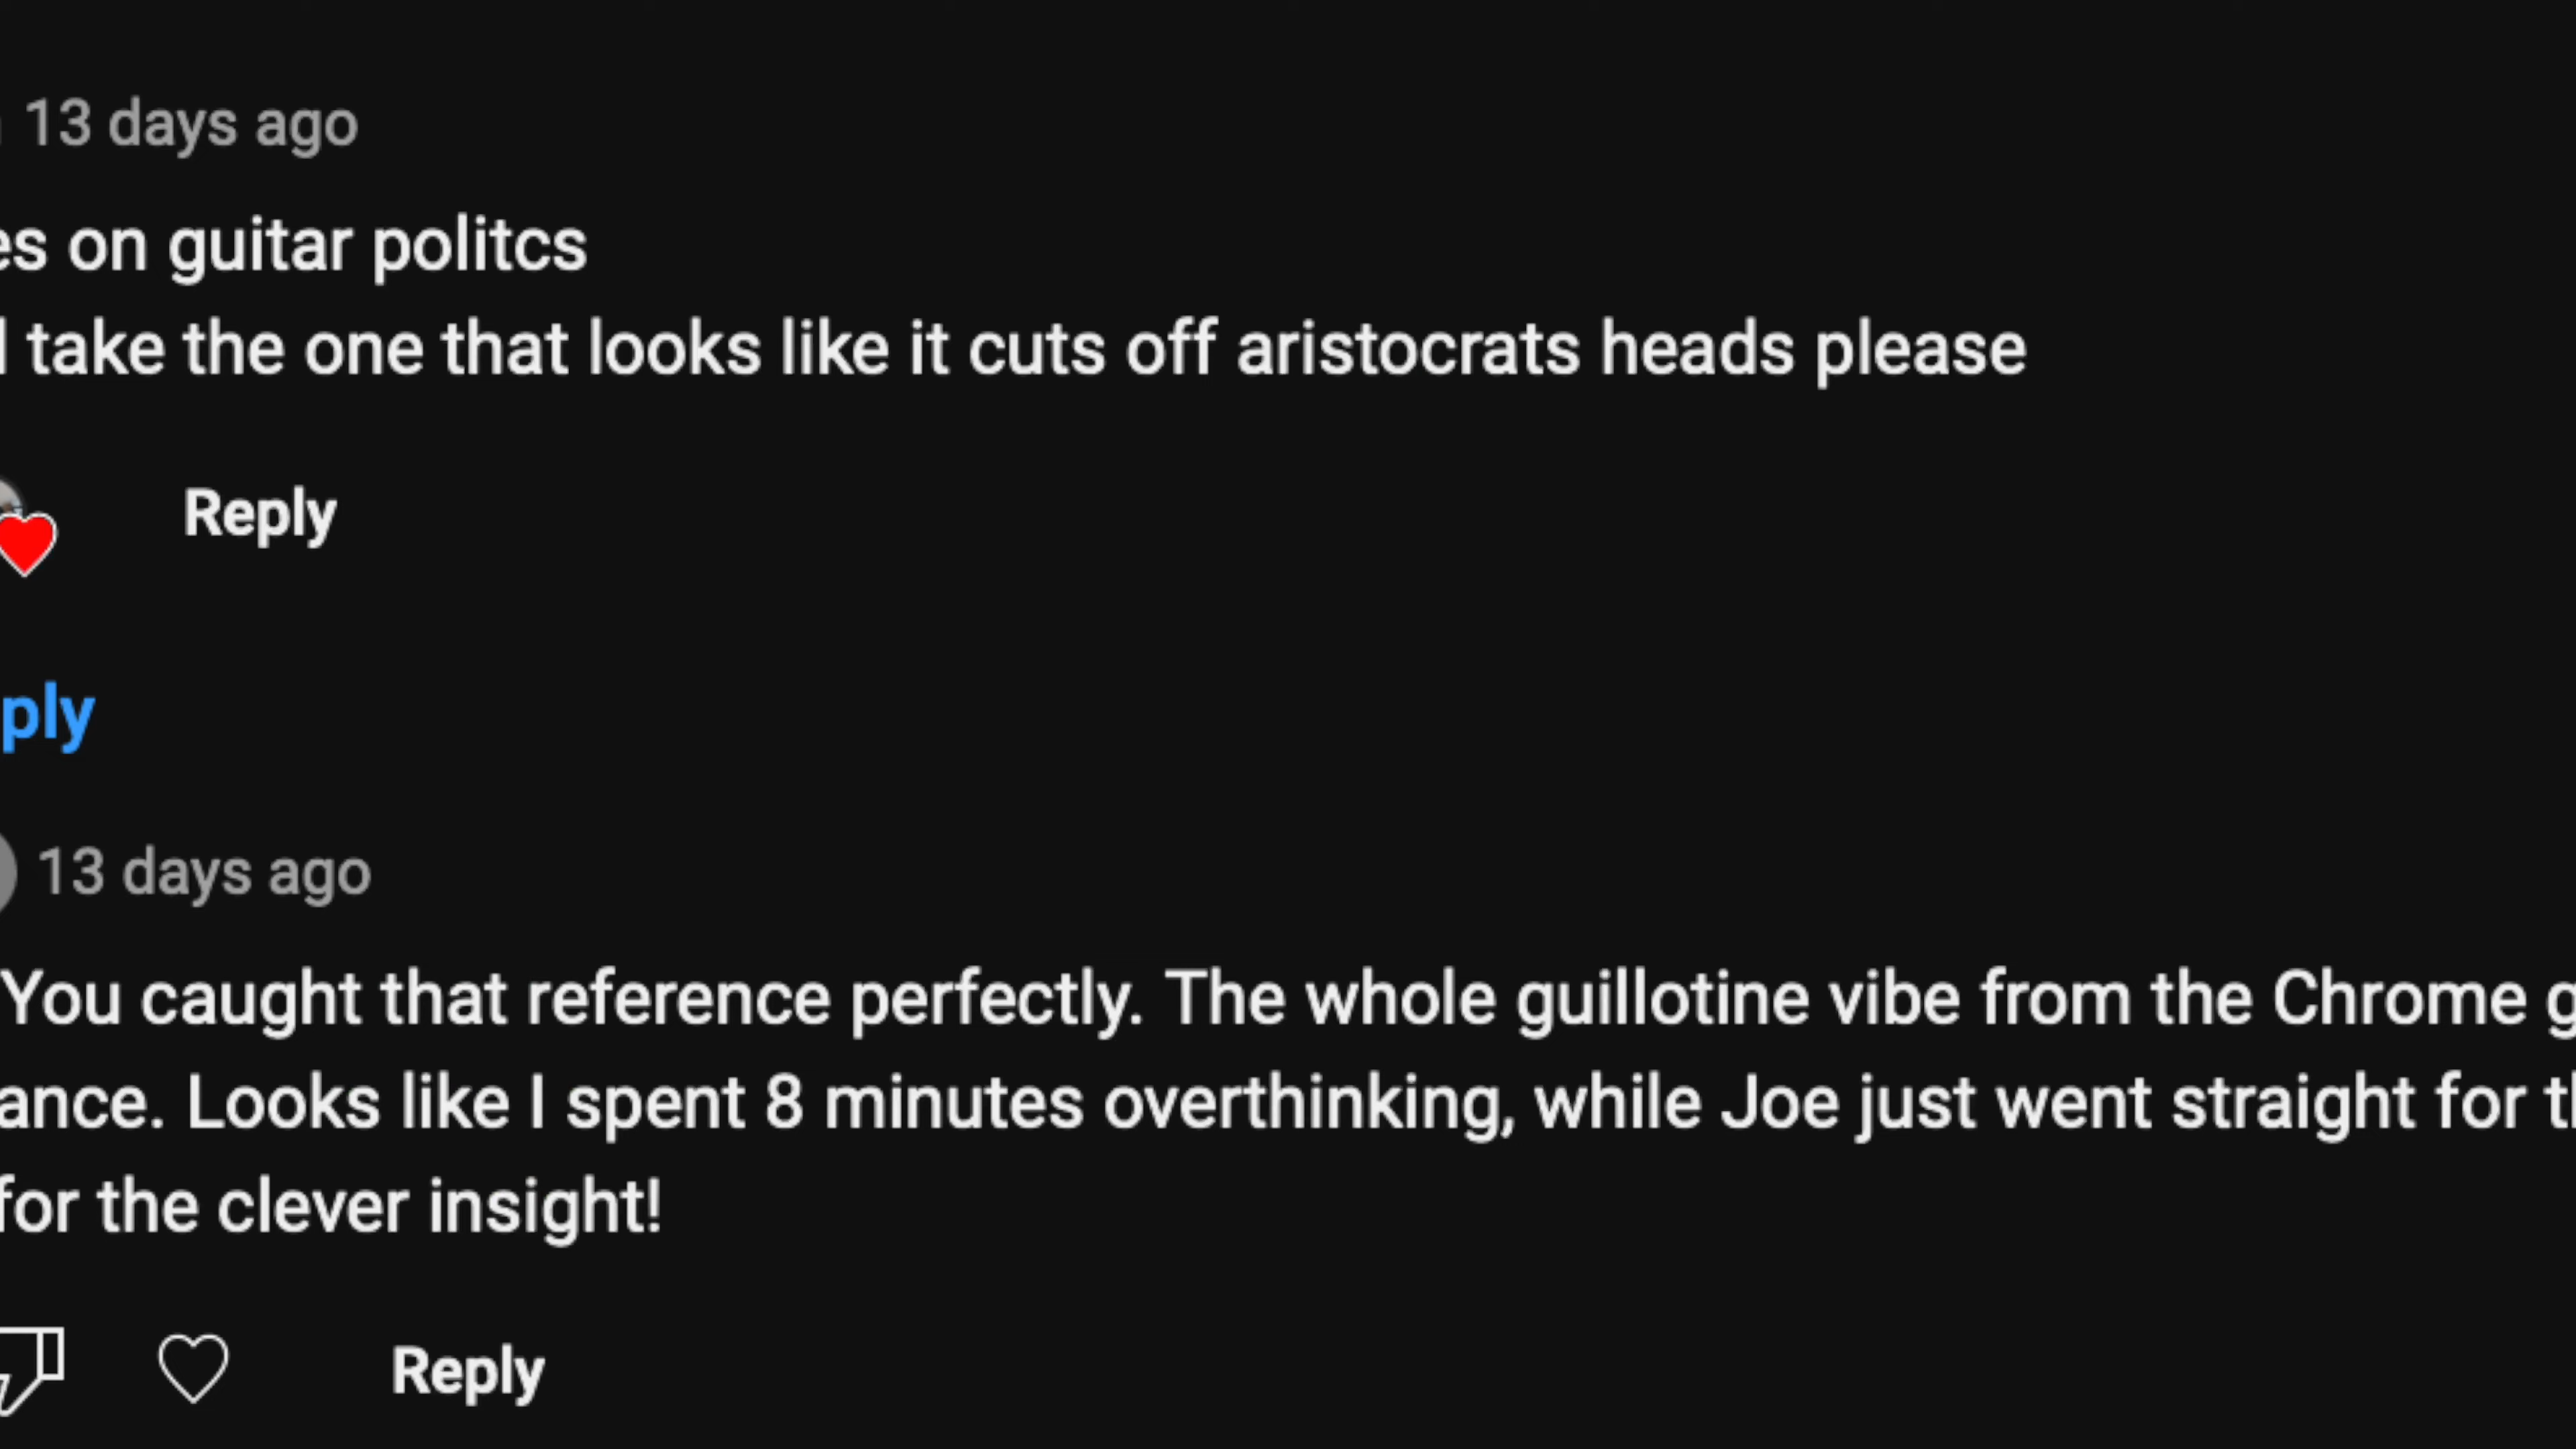 13 days ago
es on guitar politcs
take the one that looks like it cuts off aristocrats heads please
Reply
ply
13 days ago
You caught that reference perfectly. The whole guillotine vibe from the Chrome g
ance. Looks like I spent 8 minutes overthinking, while Joe just went straight for th
for the clever insight!
Reply